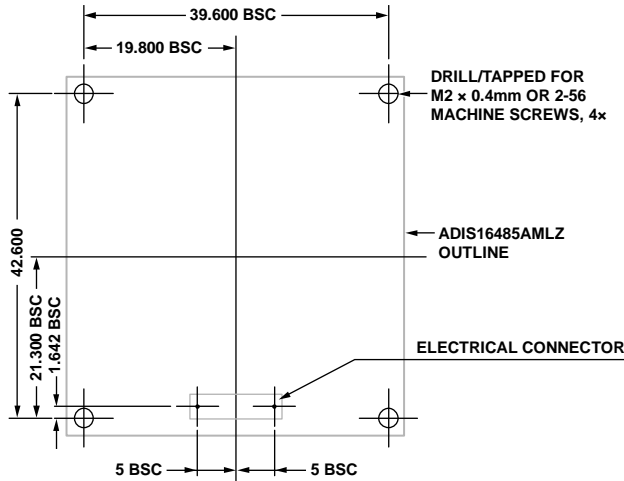 39.600 BSC
19.800 BSC
DRILL/TAPPED FOR
M2 × 0.4mm OR 2-56
MACHINE SCREWS, 4×
ADIS16485AMLZ
OUTLINE
42.600
21.300 BSC
1.642 BSC
ELECTRICAL CONNECTOR
5 BSC
5 BSC